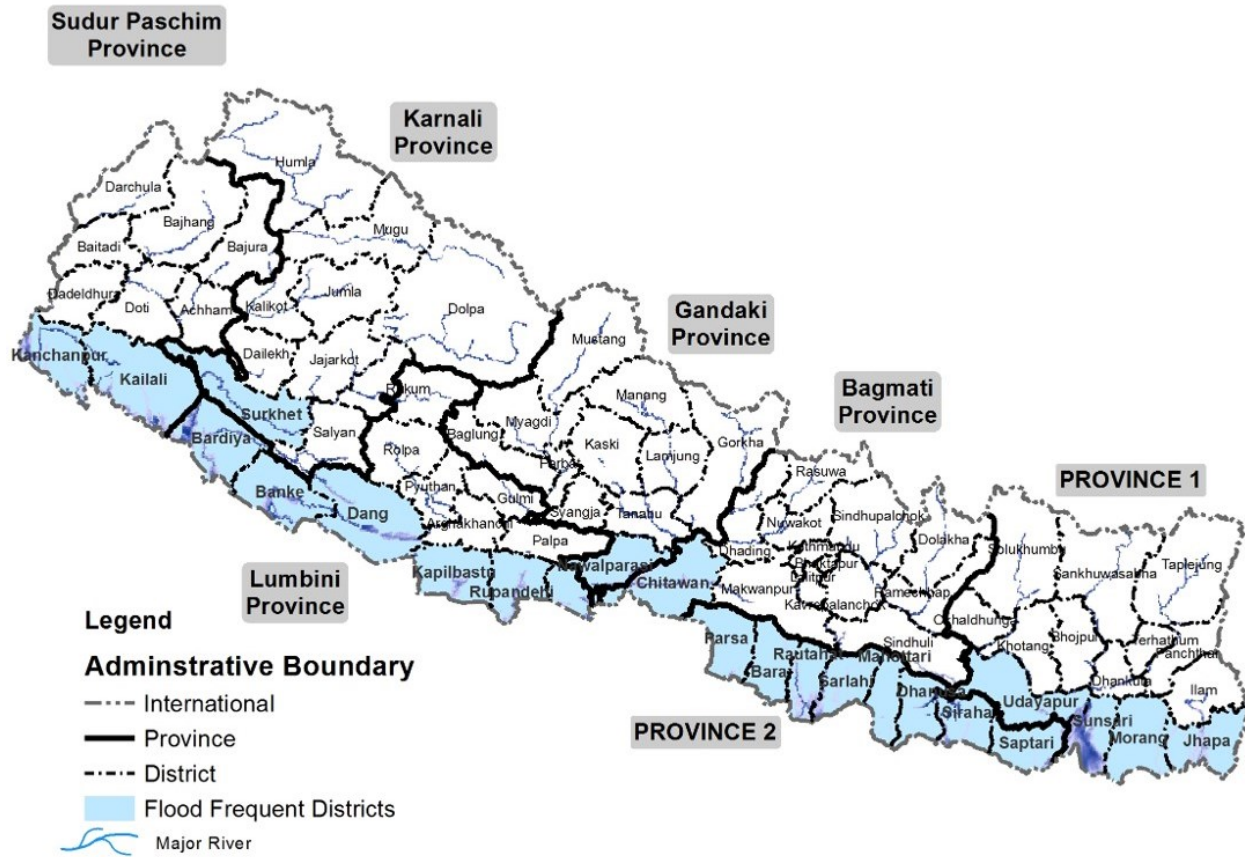 Sudur Paschim
Province
Karnali
Province
Humla
Darchula
Bajhang
Mugu
Baitadi
Bajura
Dadeldhura
Doti
Achham
Kalikot
Jumla
Dolpa
Gandaki
Province
Mustang
Kanchanpur
Kailali
Dailekh
Jajarkot
Rukum
Manang
Bagmati
Province
Surkhet
Bardiya
Salyan
Baglung
Myagdi
Kaski
Lamjung
Gorkha
Rolpa
Parbat
Rasuwa
PROVINCE 1
Banke
Dang
Pyuthan
Gulmi
Syangja
Tanahu
Nuwakot
Sindhupalchok
Dolakha
Solukhumbu
Sankhuwasabha
Taplejung
Arghakhanchi
Palpa
Dhading
Kathmandu
Bhaktapur
Lalitpur
Kapilbastu
Nawalparasi
Chitawan
Makwanpur
Kavrepalanchok
Ramechhap
Okhaldhunga
Rupandehi
Khotang
Bhojpur
Terhathum
Panchthar
Lumbini
Province
Parsa
Bara
Rautahat
Sarlahi
Sindhuli
Mahottari
Dhanusa
Siraha
Saptari
Udayapur
Dhankuta
Ilam
Sunsari
Morang
Jhapa
PROVINCE 2
Legend
Adminstrative Boundary
International
Province
District
Flood Frequent Districts
Major River